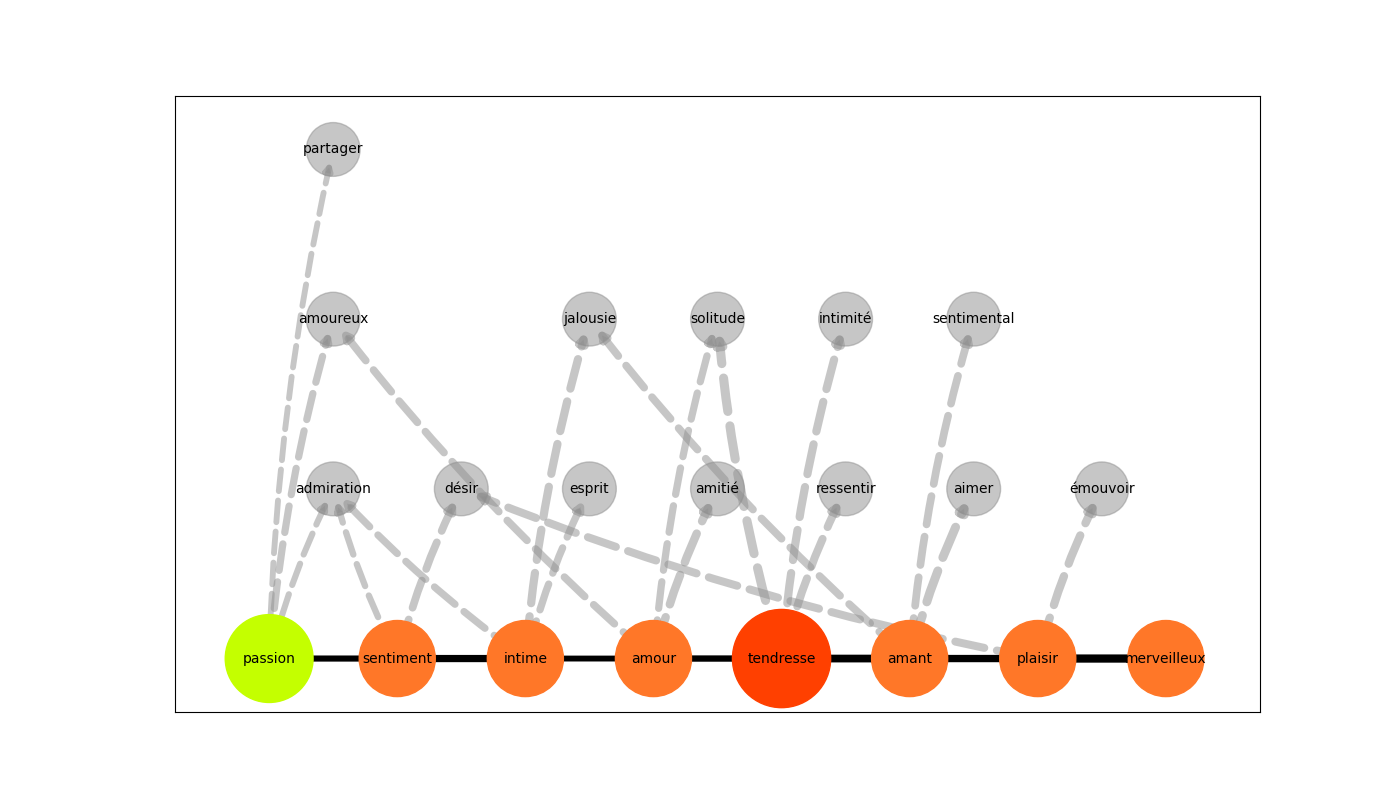 partager
amoureux
jalousie
solitude
intimité
sentimental
admiration
désir
esprit
amitié
ressentir
aimer
émouvoir
passion
sentiment
intime
amour
tendresse
amant
plaisir
merveilleux